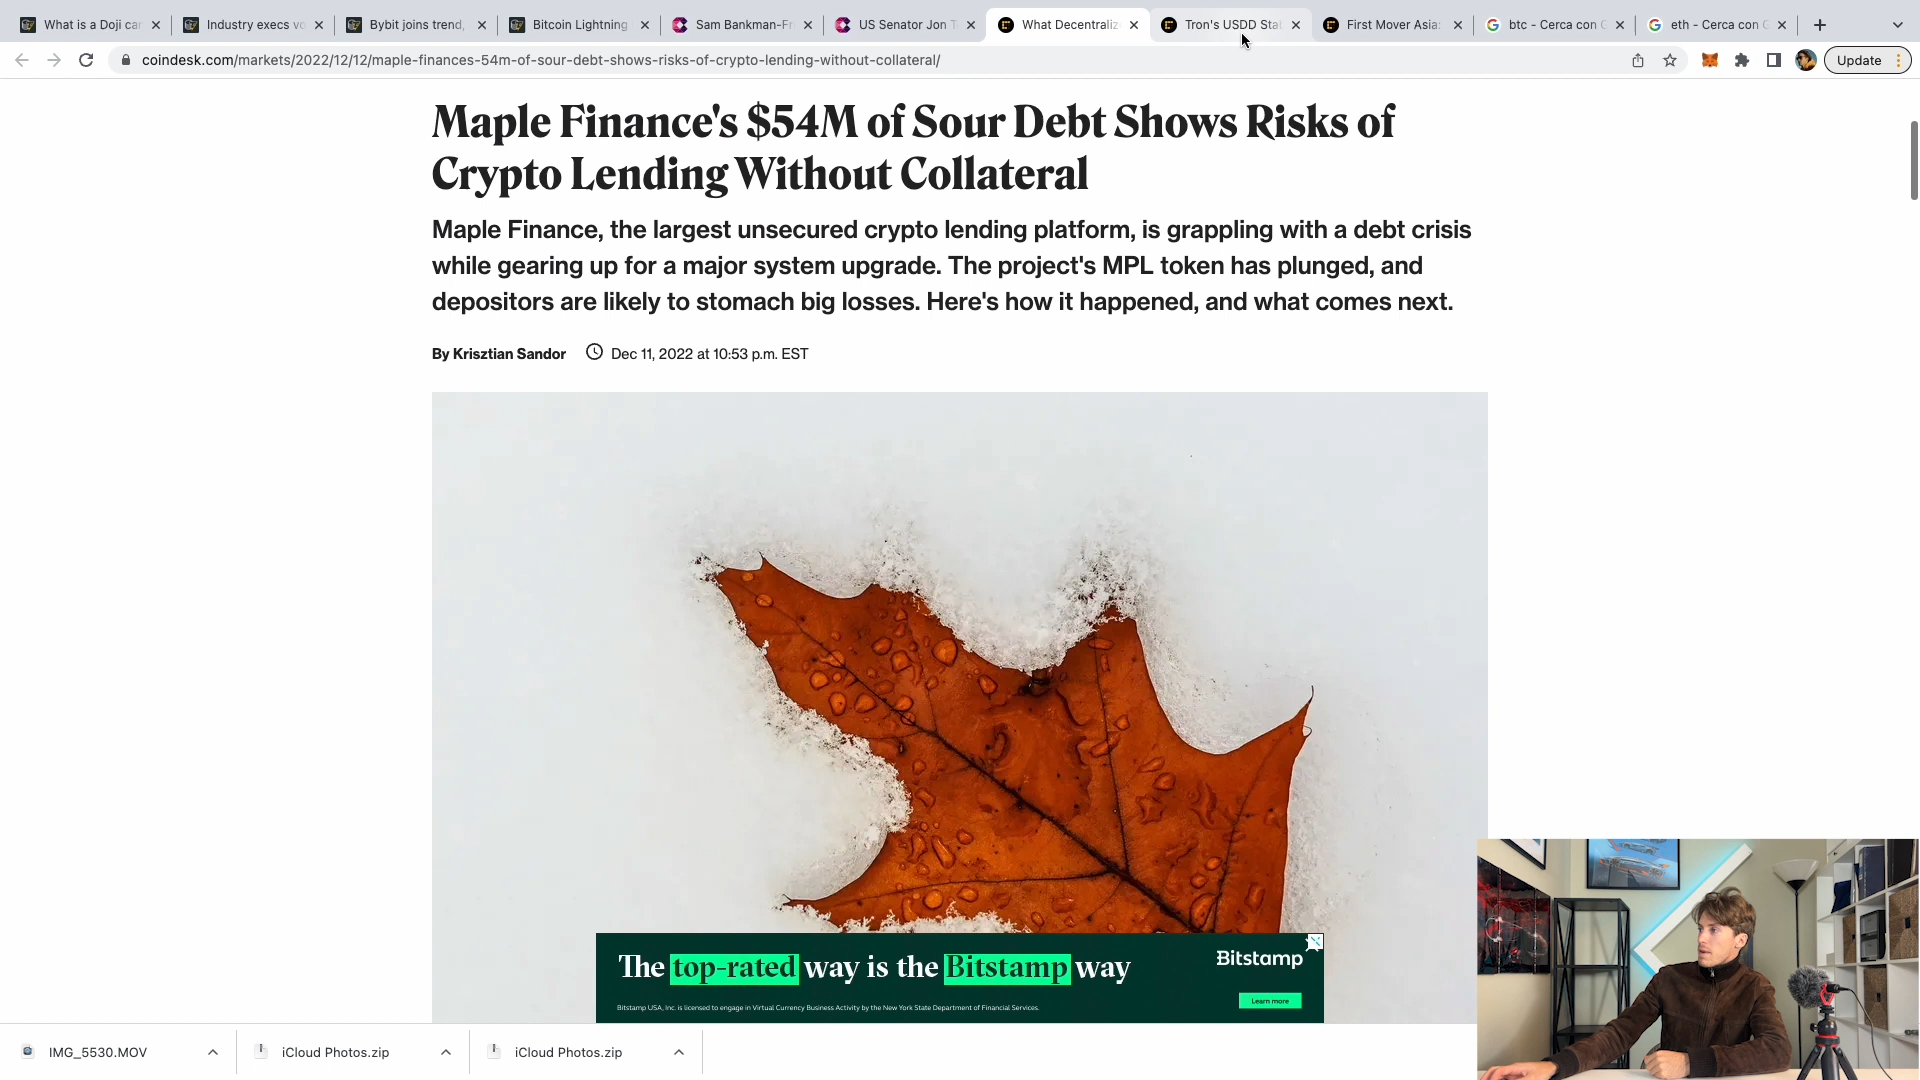 What is a Doji ca
Industry execs vo
Bybit joins trend,
Bitcoin Lightning
Sam Bankman-Fr
US Senator Jon T
What Decentraliz
Tron's USDD Stab
First Mover Asia:
btc - Cerca con G
eth - Cerca con G
coindesk.com/markets/2022/12/12/maple-finances-54m-of-sour-debt-shows-risks-of-crypto-lending-without-collateral/
Update
Maple Finance's $54M of Sour Debt Shows Risks of
Crypto Lending Without Collateral
Maple Finance, the largest unsecured crypto lending platform, is grappling with a debt crisis
while gearing up for a major system upgrade. The project's MPL token has plunged, and
depositors are likely to stomach big losses. Here's how it happened, and what comes next.
By Krisztian Sandor
Dec 11, 2022 at 10:53 p.m. EST
The top-rated way is the Bitstamp way
Bitstamp
Bitstamp USA, Inc. is licensed to engage in Virtual Currency Business Activity by the New York State Department of Financial Services.
Learn more
IMG_5530.MOV
iCloud Photos.zip
iCloud Photos.zip